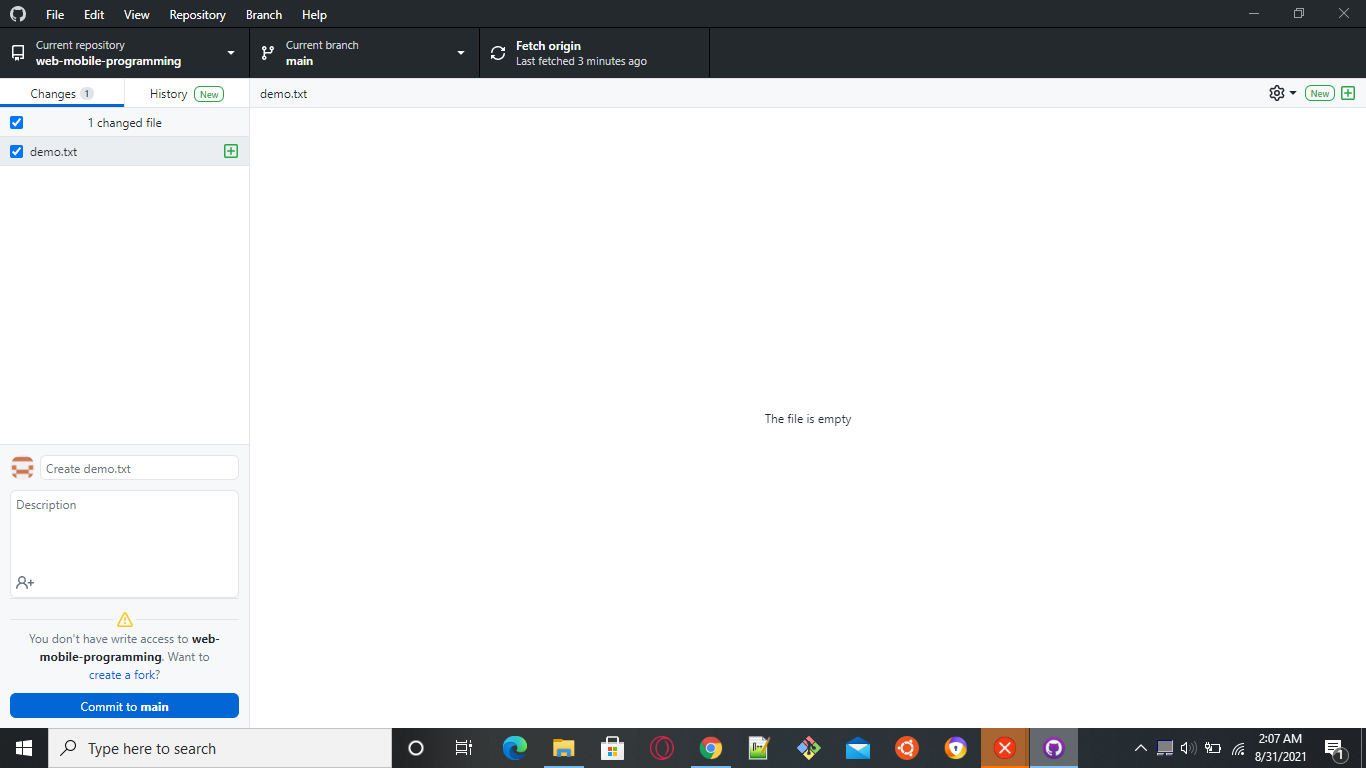 File Edit View Repository Branch Help
Current repository
web-mobile-programming
Current branch
main
Fetch origin
Last fetched 3 minutes ago
Changes 1
History New
demo.txt
New
1 changed file
demo.txt
The file is empty
Create demo.txt
Description
You don't have write access to web-
mobile-programming. Want to
create a fork?
Commit to main
Type here to search
2:07 AM
8/31/2021
1